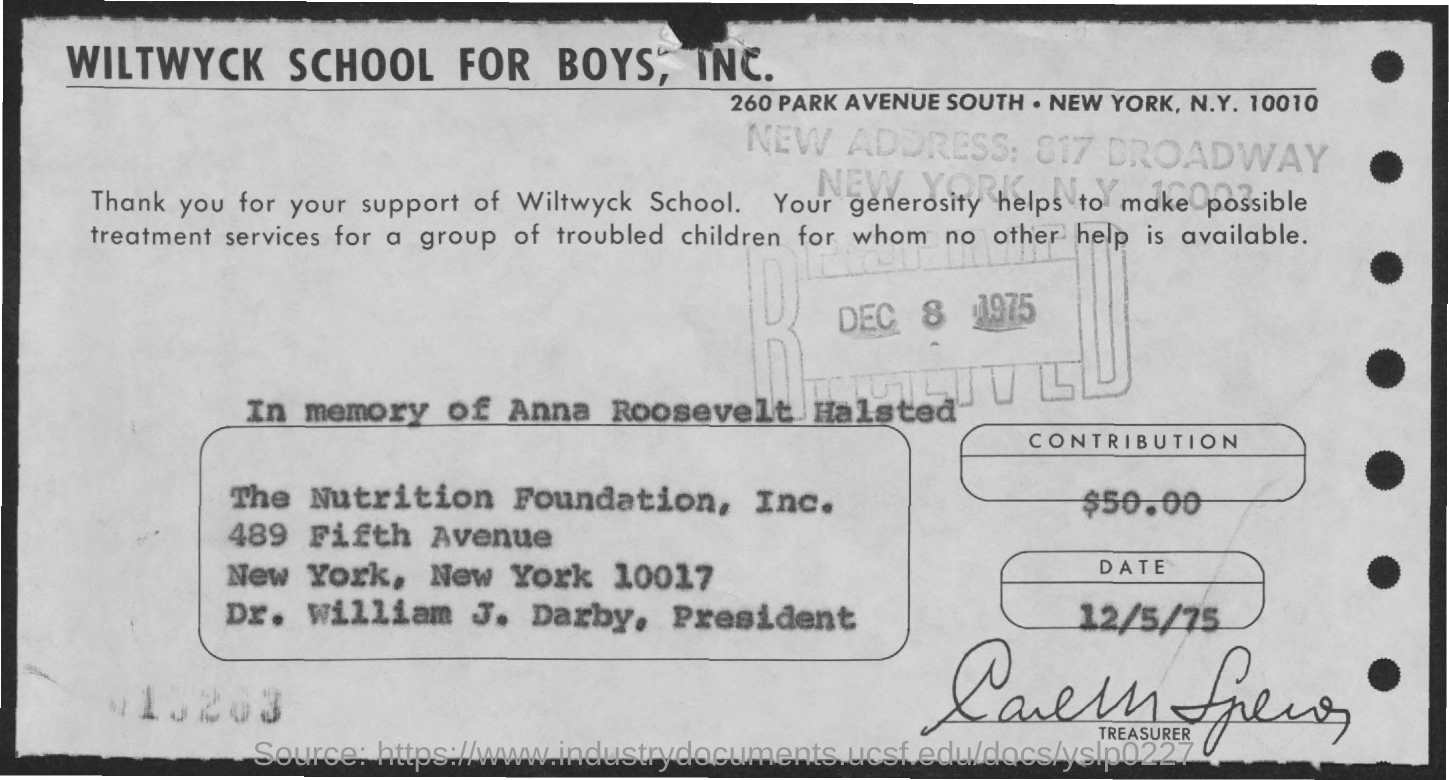 WILTWYCK SCHOOL FOR BOYS, INC.
260 PARK AVENUE SOUTH • NEW YORK, N.Y. 10010
NEW ADDRESS: 817 BROADWAY
NEW YORK, N.Y. 10003
Thank you for your support of Wiltwyck School. Your generosity helps to make possible
treatment services for a group of troubled children for whom no other help is available.
RECEIVED
DEC 8 1975
RECEIVED
In memory of Anna Roosevelt Halsted
The Nutrition Foundation, Inc.
489 Fifth Avenue
New York, New York 10017
Dr. William J. Darby, President
CONTRIBUTION
$50.00
DATE
12/5/75
TREASURER
Source: https://www.industrydocuments.ucsf.edu/docs/yslp0227